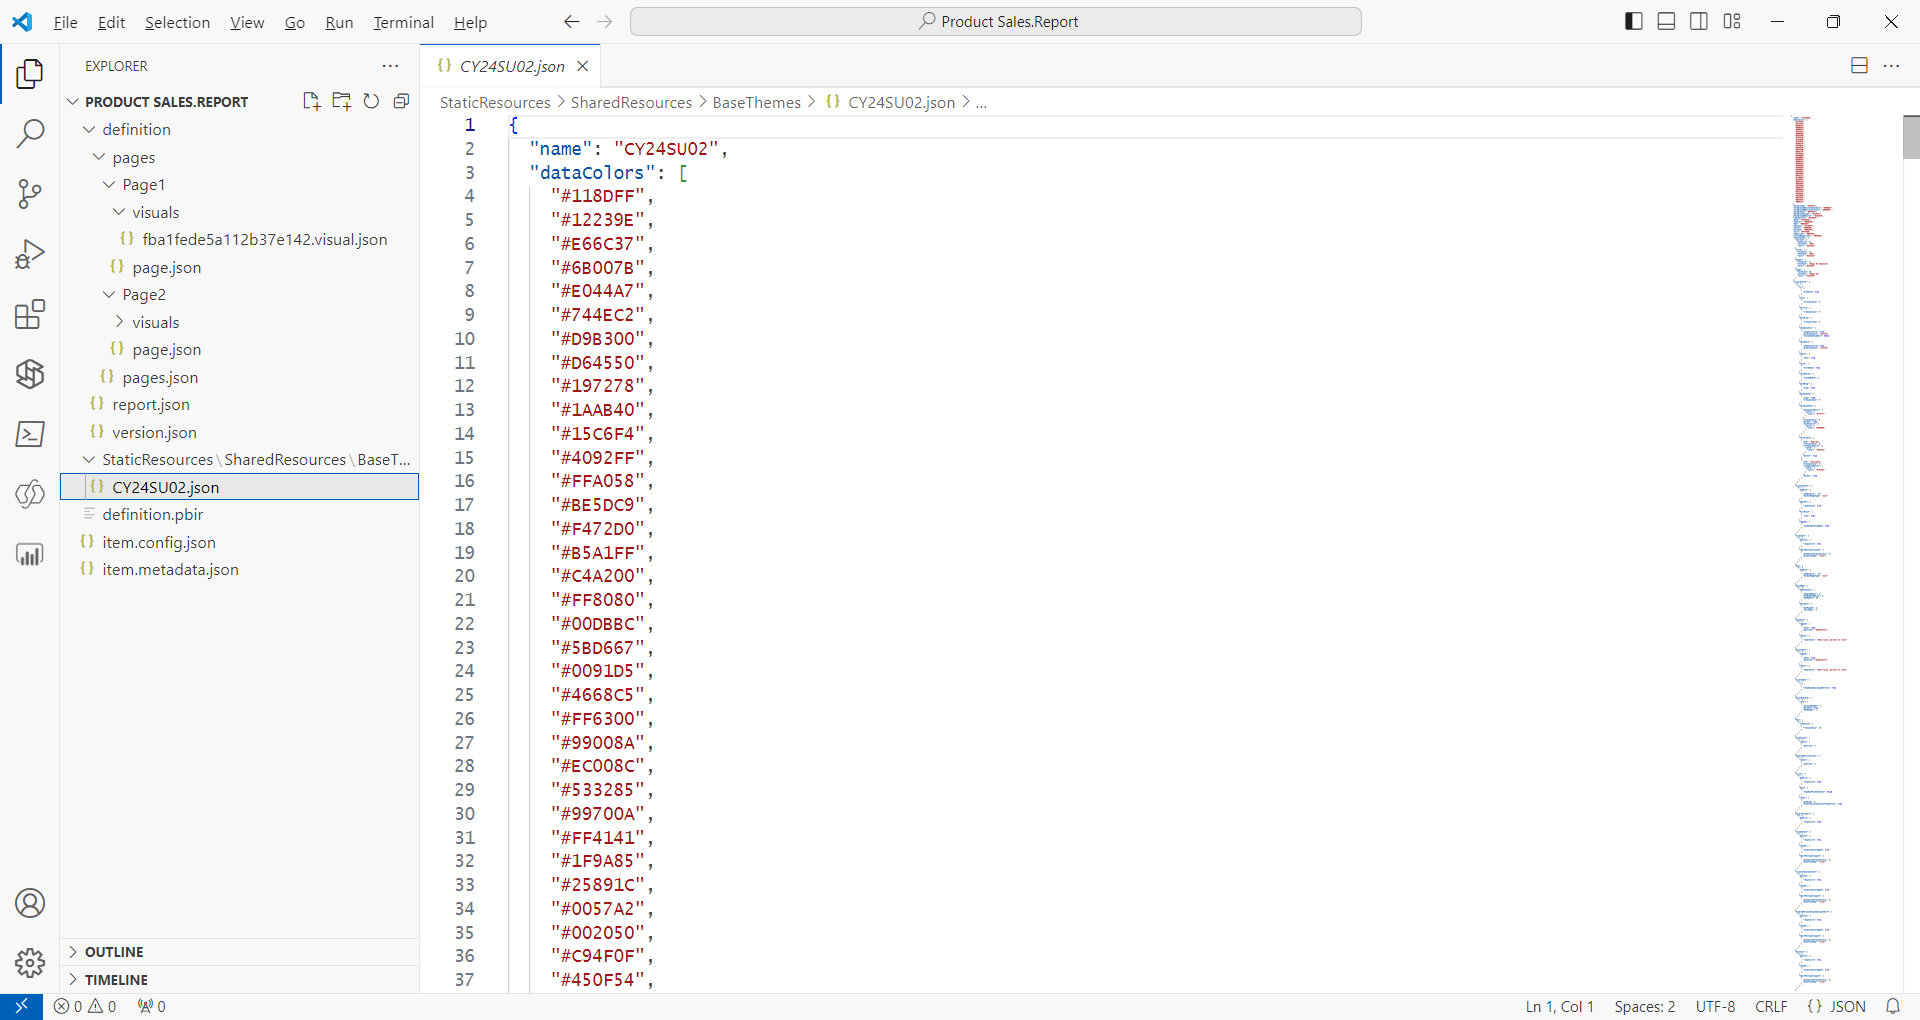 File Edit Selection View Go Run Terminal Help
Product Sales.Report
EXPLORER
PRODUCT SALES.REPORT
definition
pages
Page1
visuals
fba1fede5a112b37e142.visual.json
page.json
Page2
visuals
page.json
pages.json
report.json
version.json
StaticResources\SharedResources\BaseT...
CY24SU02.json
definition.pbir
item.config.json
item.metadata.json
OUTLINE
TIMELINE
CY24SU02.json
StaticResources > SharedResources > BaseThemes > {} CY24SU02.json > ...
1 {
2 "name": "CY24SU02",
3 "dataColors": [
4 "#118DFF",
5 "#12239E",
6 "#E66C37",
7 "#6B007B",
8 "#E044A7",
9 "#744EC2",
10 "#D9B300",
11 "#D64550",
12 "#197278",
13 "#1AAB40",
14 "#15C6F4",
15 "#4092FF",
16 "#FFA058",
17 "#BE5DC9",
18 "#F472D0",
19 "#B5A1FF",
20 "#C4A200",
21 "#FF8080",
22 "#00DBBC",
23 "#5BD667",
24 "#0091D5",
25 "#4668C5",
26 "#FF6300",
27 "#99008A",
28 "#EC008C",
29 "#533285",
30 "#99700A",
31 "#FF4141",
32 "#1F9A85",
33 "#25891C",
34 "#0057A2",
35 "#002050",
36 "#C94F0F",
37 "#450F54",
0 0 0
Ln 1, Col 1 Spaces: 2 UTF-8 CRLF {} JSON